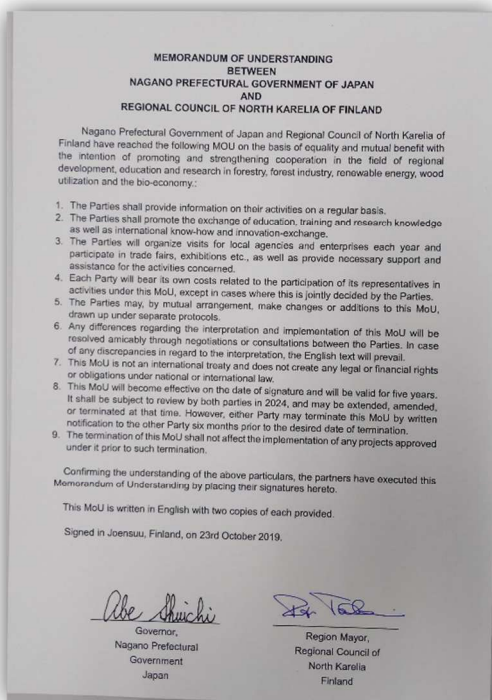 MEMORANDUM OF UNDERSTANDING
BETWEEN
NAGANO PREFECTURAL GOVERNMENT OF JAPAN
AND
REGIONAL COUNCIL OF NORTH KARELIA OF FINLAND
Nagano Prefectural Government of Japan and Regional Council of North Karelia of
Finland have reached the following MOU on the basis of equality and mutual benefit with
the intention of promoting and strengthening cooperation in the field of regional
development, education and research in forestry, forest industry, renewable energy, wood
utilization and the bio-economy.:
1. The Parties shall provide information on their activities on a regular basis.
2. The Parties shall promote the exchange of education, training and research knowledge
as well as international know-how and innovation-exchange.
3. The Parties will organize visits for local agencies and enterprises each year and
participate in trade fairs, exhibitions etc., as well as provide necessary support and
assistance for the activities concerned.
4. Each Party will bear its own costs related to the participation of its representatives in
activities under this MoU, except in cases where this is jointly decided by the Parties.
5. The Parties may, by mutual arrangement, make changes or additions to this MoU,
drawn up under separate protocols.
6. Any differences regarding the interpretation and implementation of this MoU will be
resolved amicably through negotiations or consultations between the Parties. In case
of any discrepancies in regard to the interpretation, the English text will prevail.
7. This MoU is not an international treaty and does not create any legal or financial rights
or obligations under national or international law.
8. This MoU will become effective on the date of signature and will be valid for five years.
It shall be subject to review by both parties in 2024, and may be extended, amended,
or terminated at that time. However, either Party may terminate this MoU by written
notification to the other Party six months prior to the desired date of termination.
9. The termination of this MoU shall not affect the implementation of any projects approved
under it prior to such termination.
Confirming the understanding of the above particulars, the partners have executed this
Memorandum of Understanding by placing their signatures hereto.
This MoU is written in English with two copies of each provided.
Signed in Joensuu, Finland, on 23rd October 2019.
Abe Shuichi
Governor,
Nagano Prefectural
Government
Japan
Region Mayor,
Regional Council of
North Karelia
Finland